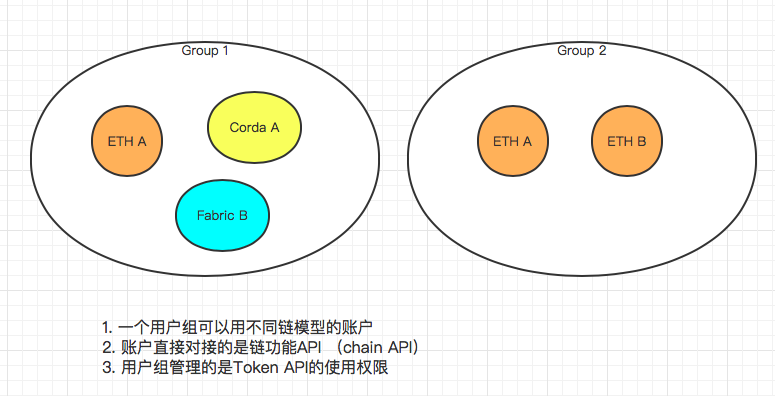 Group 1
Group 2
ETH A
Corda A
Fabric B
ETH A
ETH B
1. 一个用户组可以用不同链模型的账户
2. 账户直接对接的是链功能API （chain API）
3. 用户组管理的是Token API的使用权限